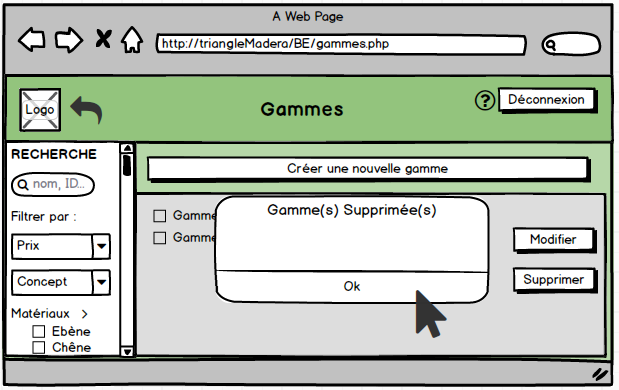 A Web Page
http://triangleMadera/BE/gammes.php
Logo
Gammes
?
Déconnexion
RECHERCHE
nom, ID...
Filtrer par :
Prix
Concept
Matériaux >
Ebène
Chêne
Créer une nouvelle gamme
Gamme
Gamme
Gamme(s) Supprimée(s)
Ok
Modifier
Supprimer